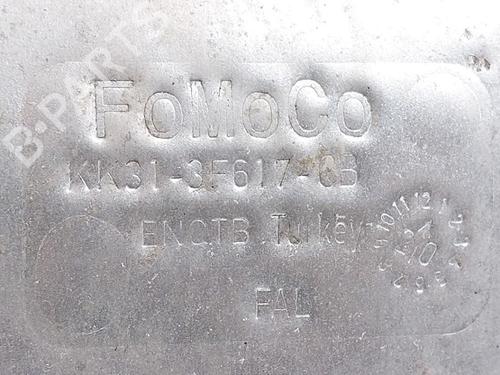 FoMoCo
KK31-3F617-CB
ENGTB Turkey
FAL
B-PARTS